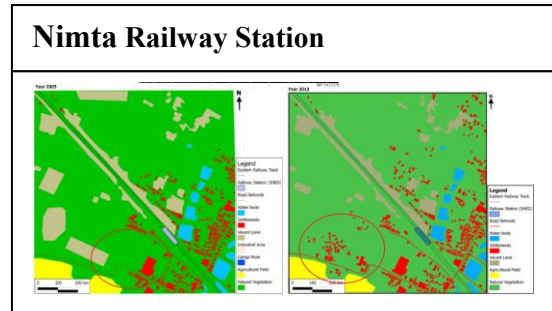 Nimta Railway Station
Year 2003
N
Legend
Eastern Railway Track
Railway Station (SHED)
Road Network
Water body
Settlements
Vacant Land
Industrial Area
Ganga River
Agricultural Field
Natural Vegetation
Year 2013
N
Legend
Eastern Railway Track
Railway Station (SHED)
Road Network
Water body
Settlements
Vacant Land
Agricultural Field
Natural Vegetation